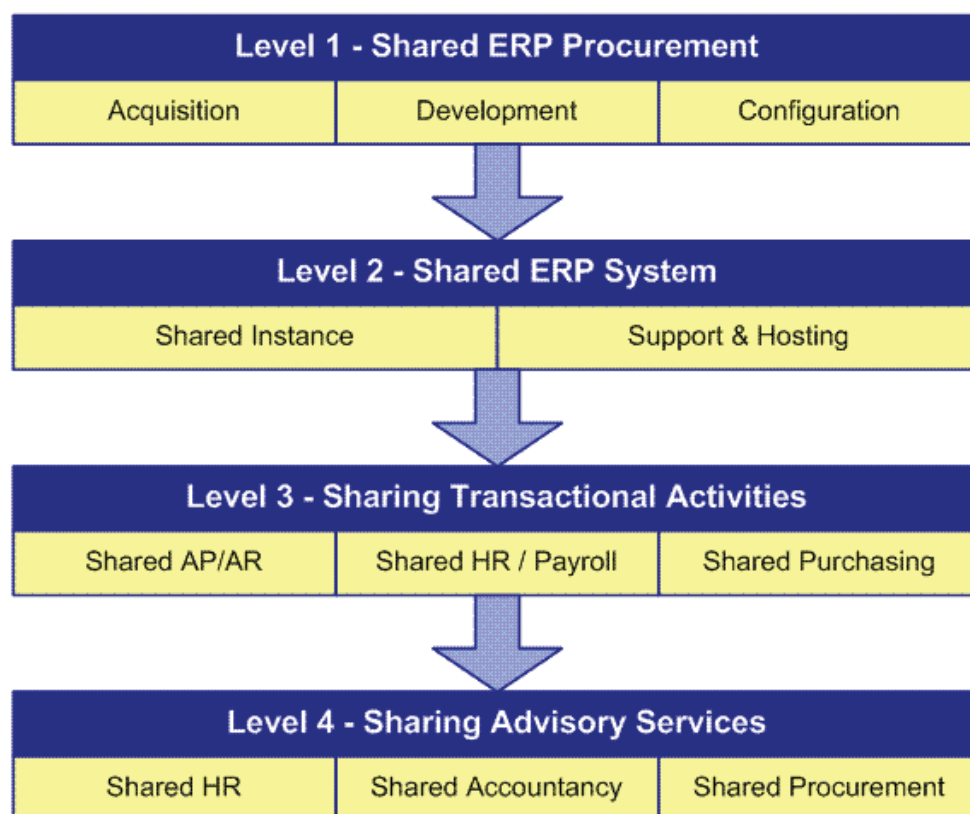 Level 1 - Shared ERP Procurement
Acquisition
Development
Configuration
Level 2 - Shared ERP System
Shared Instance
Support & Hosting
Level 3 - Sharing Transactional Activities
Shared AP/AR
Shared HR / Payroll
Shared Purchasing
Level 4 - Sharing Advisory Services
Shared HR
Shared Accountancy
Shared Procurement